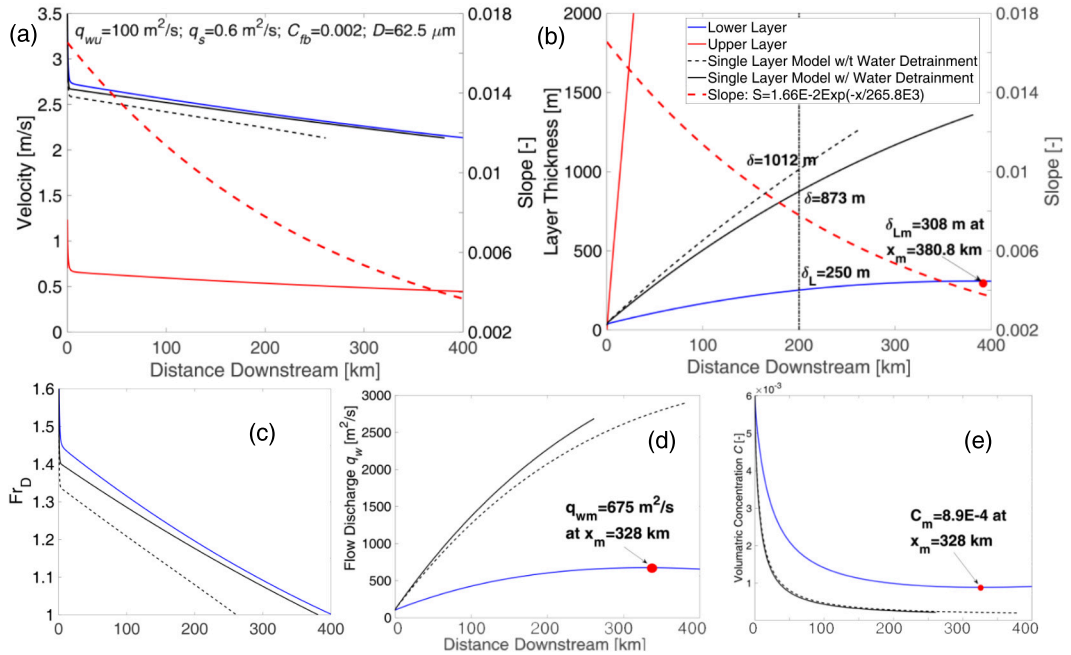 (a)
q_wu=100 m²/s; q_s=0.6 m²/s; C_fb=0.002; D=62.5 μm
Velocity [m/s]
3.5
3
2.5
2
1.5
1
0.5
0
0.018
0.014
0.01
0.006
0.002
Slope [-]
0
100
200
300
400
Distance Downstream [km]
(b)
Lower Layer
Upper Layer
Single Layer Model w/t Water Detrainment
Single Layer Model w/ Water Detrainment
Slope: S=1.66E-2Exp(-x/265.8E3)
Layer Thickness [m]
2000
1500
1000
500
0
δ=1012 m
δ=873 m
δ_L=250 m
δ_Lm=308 m at
x_m=380.8 km
0.018
0.014
0.01
0.006
0.002
Slope [-]
0
100
200
300
400
Distance Downstream [km]
(c)
Fr_D
1.6
1.5
1.4
1.3
1.2
1.1
1
0
100
200
300
400
(d)
Flow Discharge q_w [m²/s]
3000
2500
2000
1500
1000
500
0
q_wm=675 m²/s
at x_m=328 km
0
100
200
300
400
Distance Downstream [km]
(e)
×10⁻³
Volumatric Concentration C [-]
6
5
4
3
2
1
C_m=8.9E-4 at
x_m=328 km
0
100
200
300
400